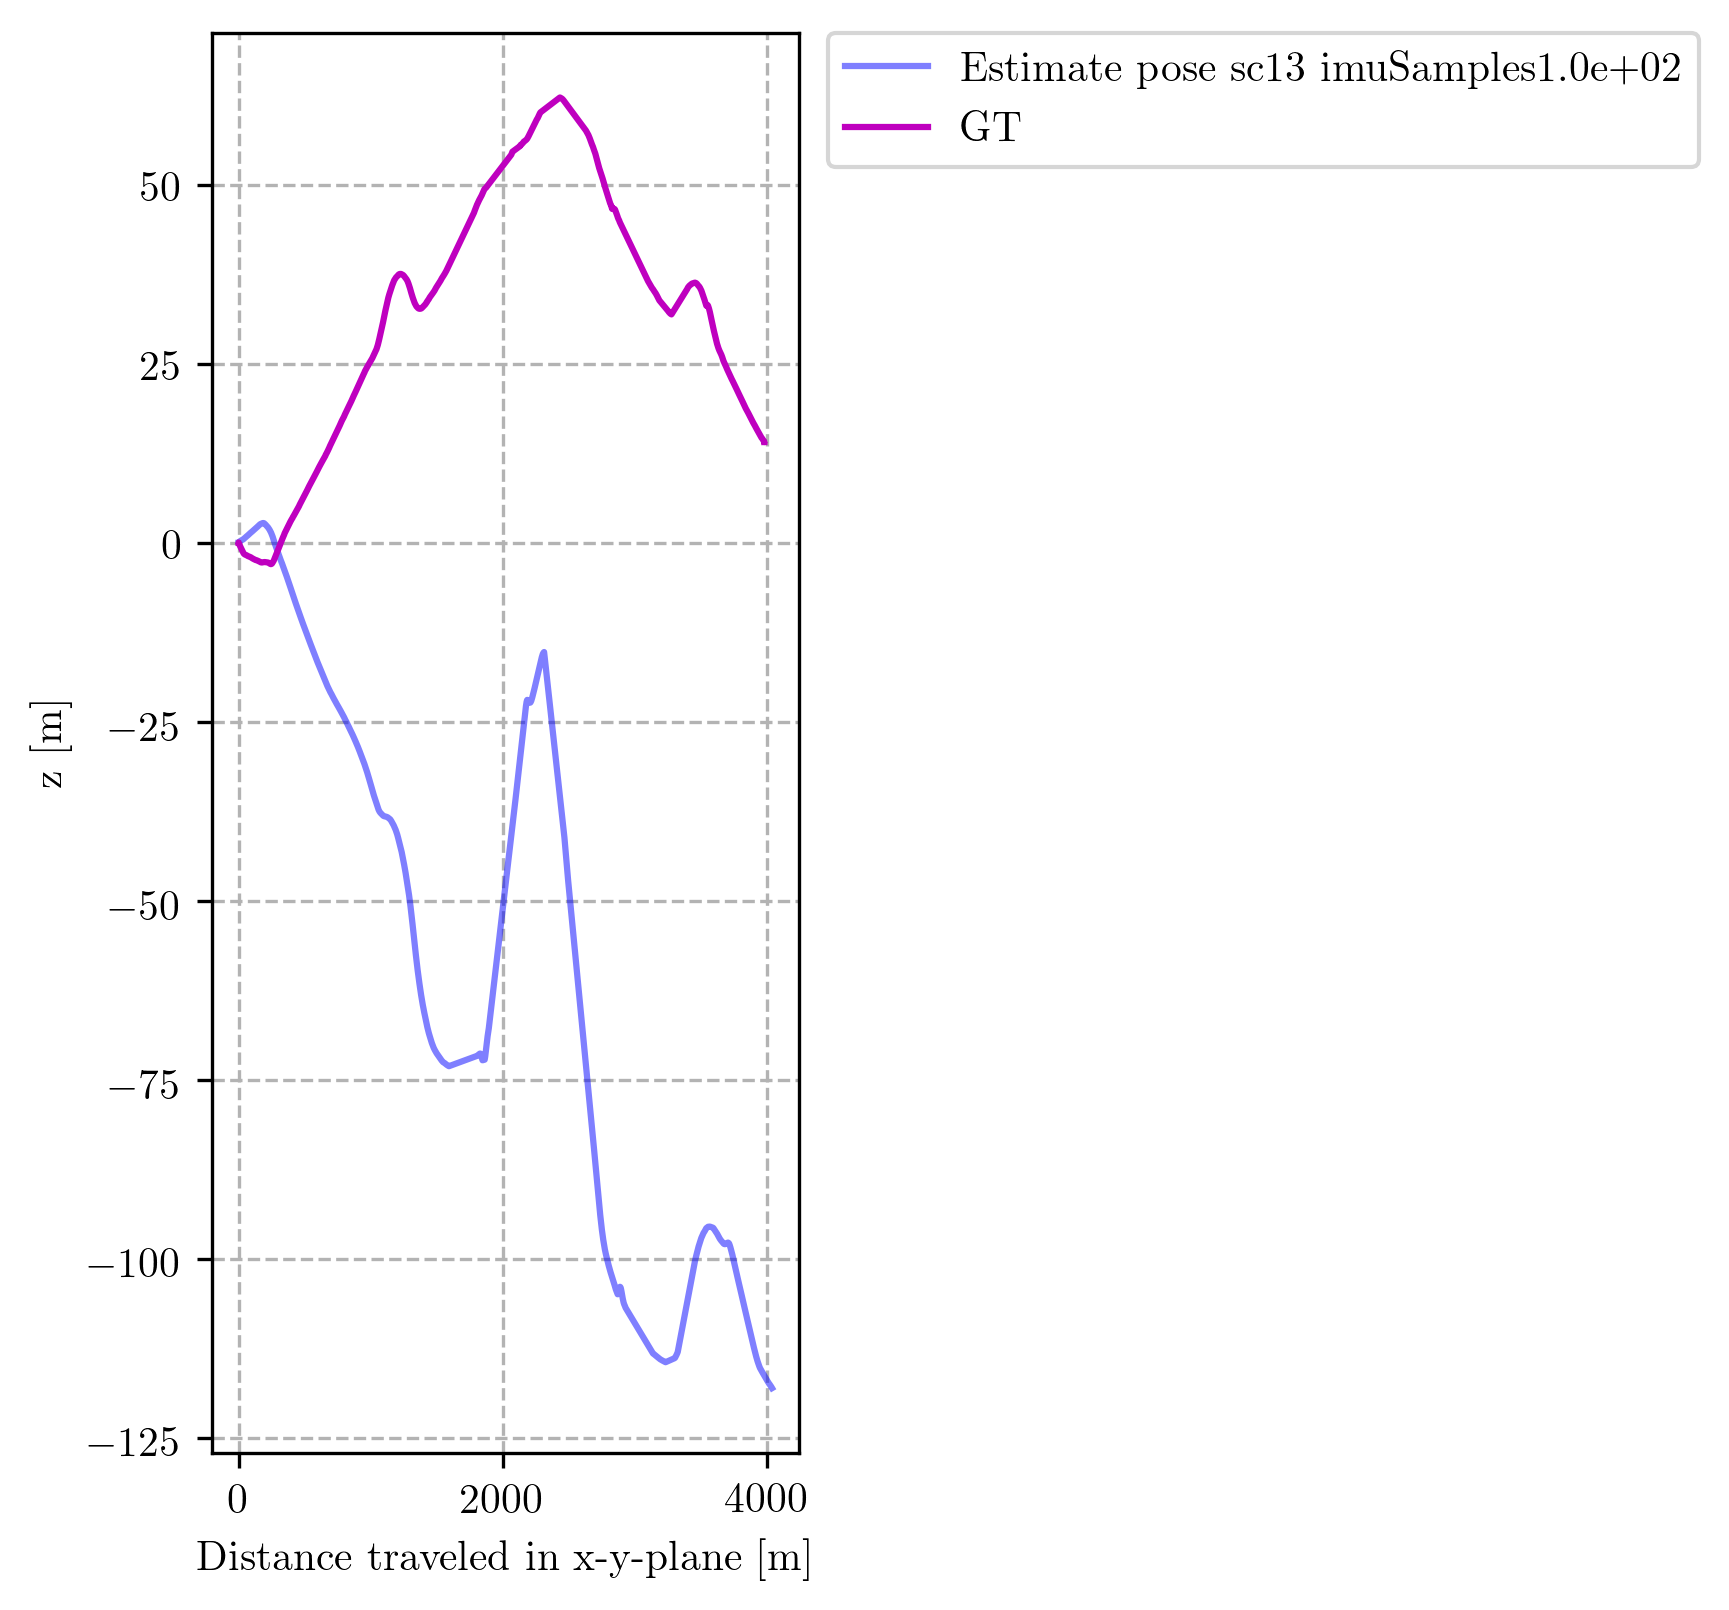 Estimate pose sc13 imuSamples1.0e+02
GT
50
25
0
−25
−50
−75
−100
−125
z [m]
0 2000 4000
Distance traveled in x-y-plane [m]